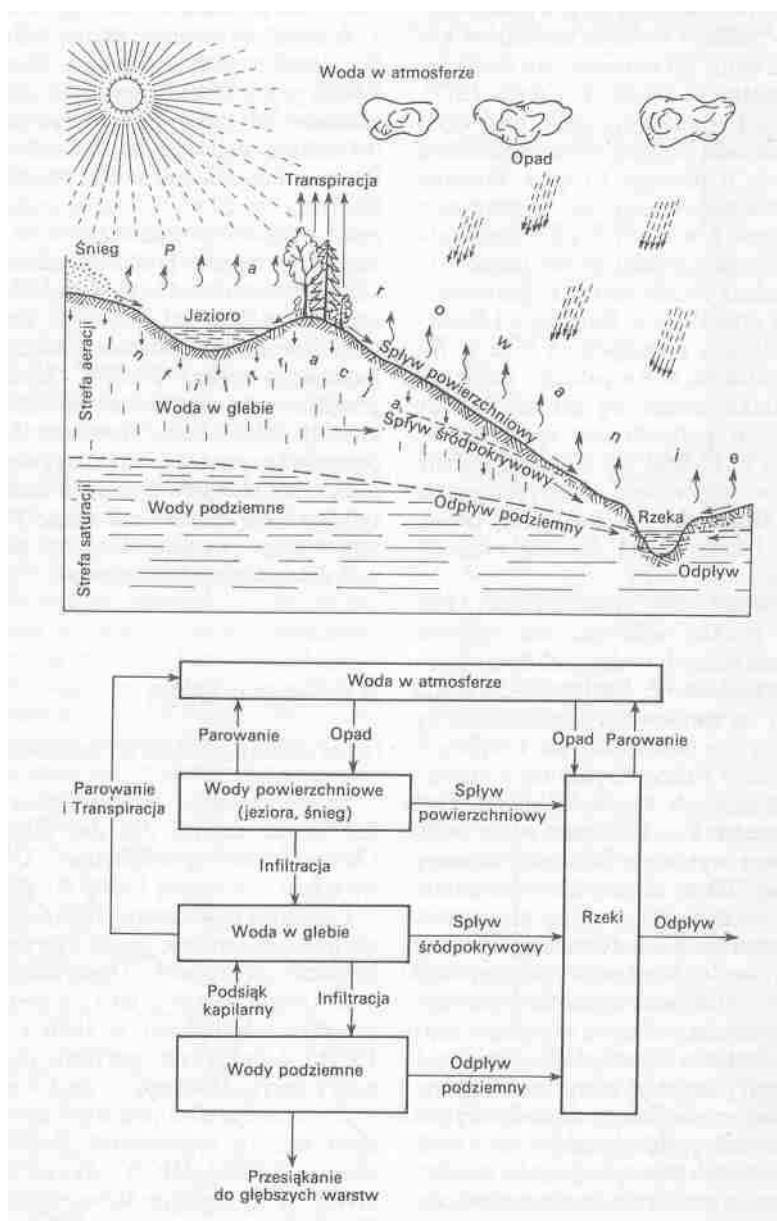 Woda w atmosferze
Opad
Transpiracja
Śnieg
Parowanie
Jezioro
Infiltracja
Strefa aeracji
Woda w glebie
Spływ powierzchniowy
Spływ śródpokrywowy
Strefa saturacji
Wody podziemne
Odpływ podziemny
Rzeka
Odpływ
Woda w atmosferze
Parowanie
Opad
Opad
Parowanie
Parowanie
i Transpiracja
Wody powierzchniowe
(jeziora, śnieg)
Spływ
powierzchniowy
Infiltracja
Woda w glebie
Spływ
śródpokrywowy
Rzeki
Odpływ
Podsiąk
kapilarny
Infiltracja
Wody podziemne
Odpływ
podziemny
Przesiąkanie
do głębszych warstw